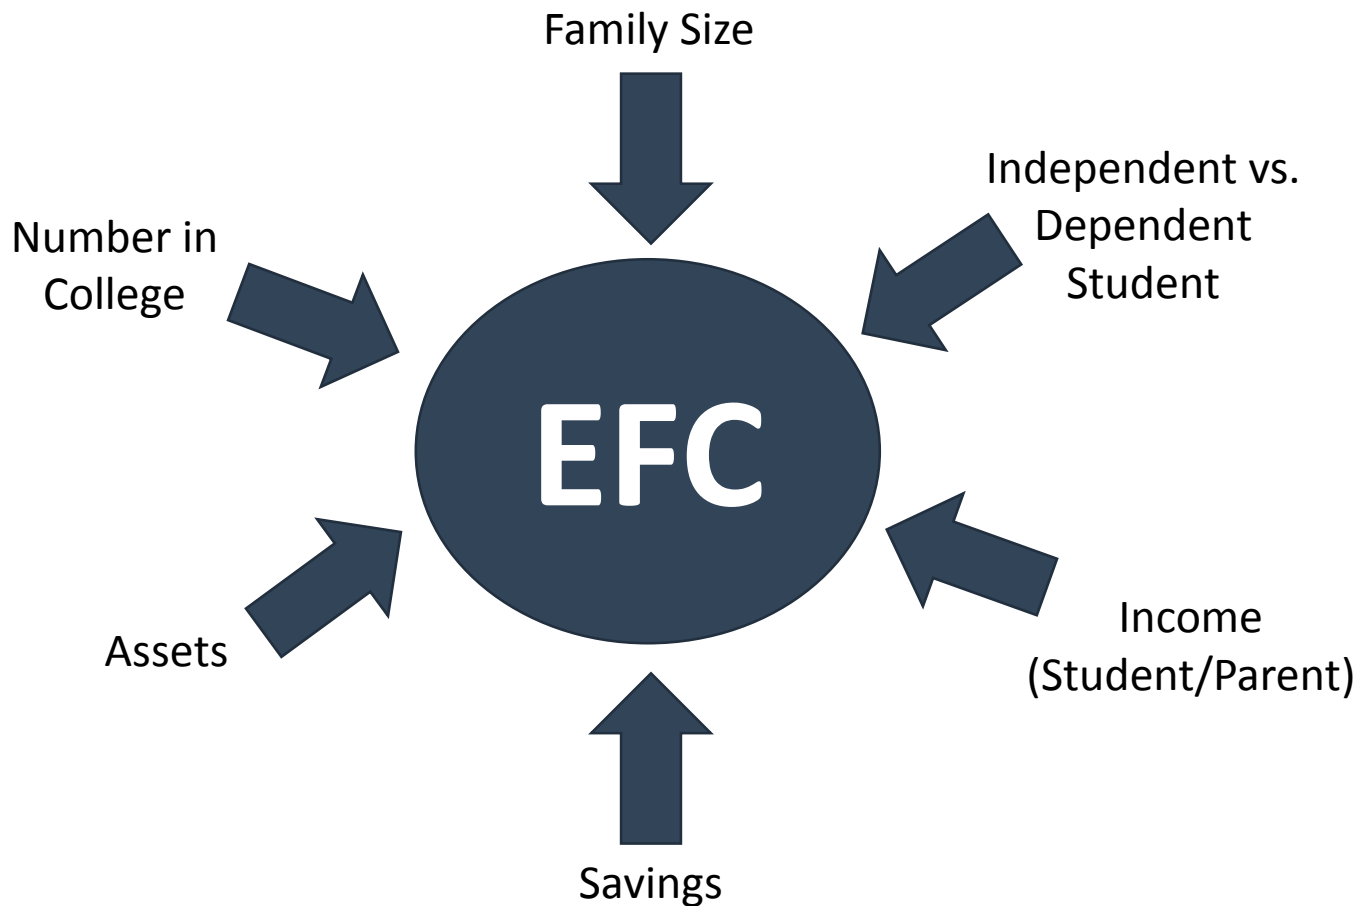 Family Size
Independent vs.
Dependent
Student
Number in
College
EFC
Assets
Income
(Student/Parent)
Savings